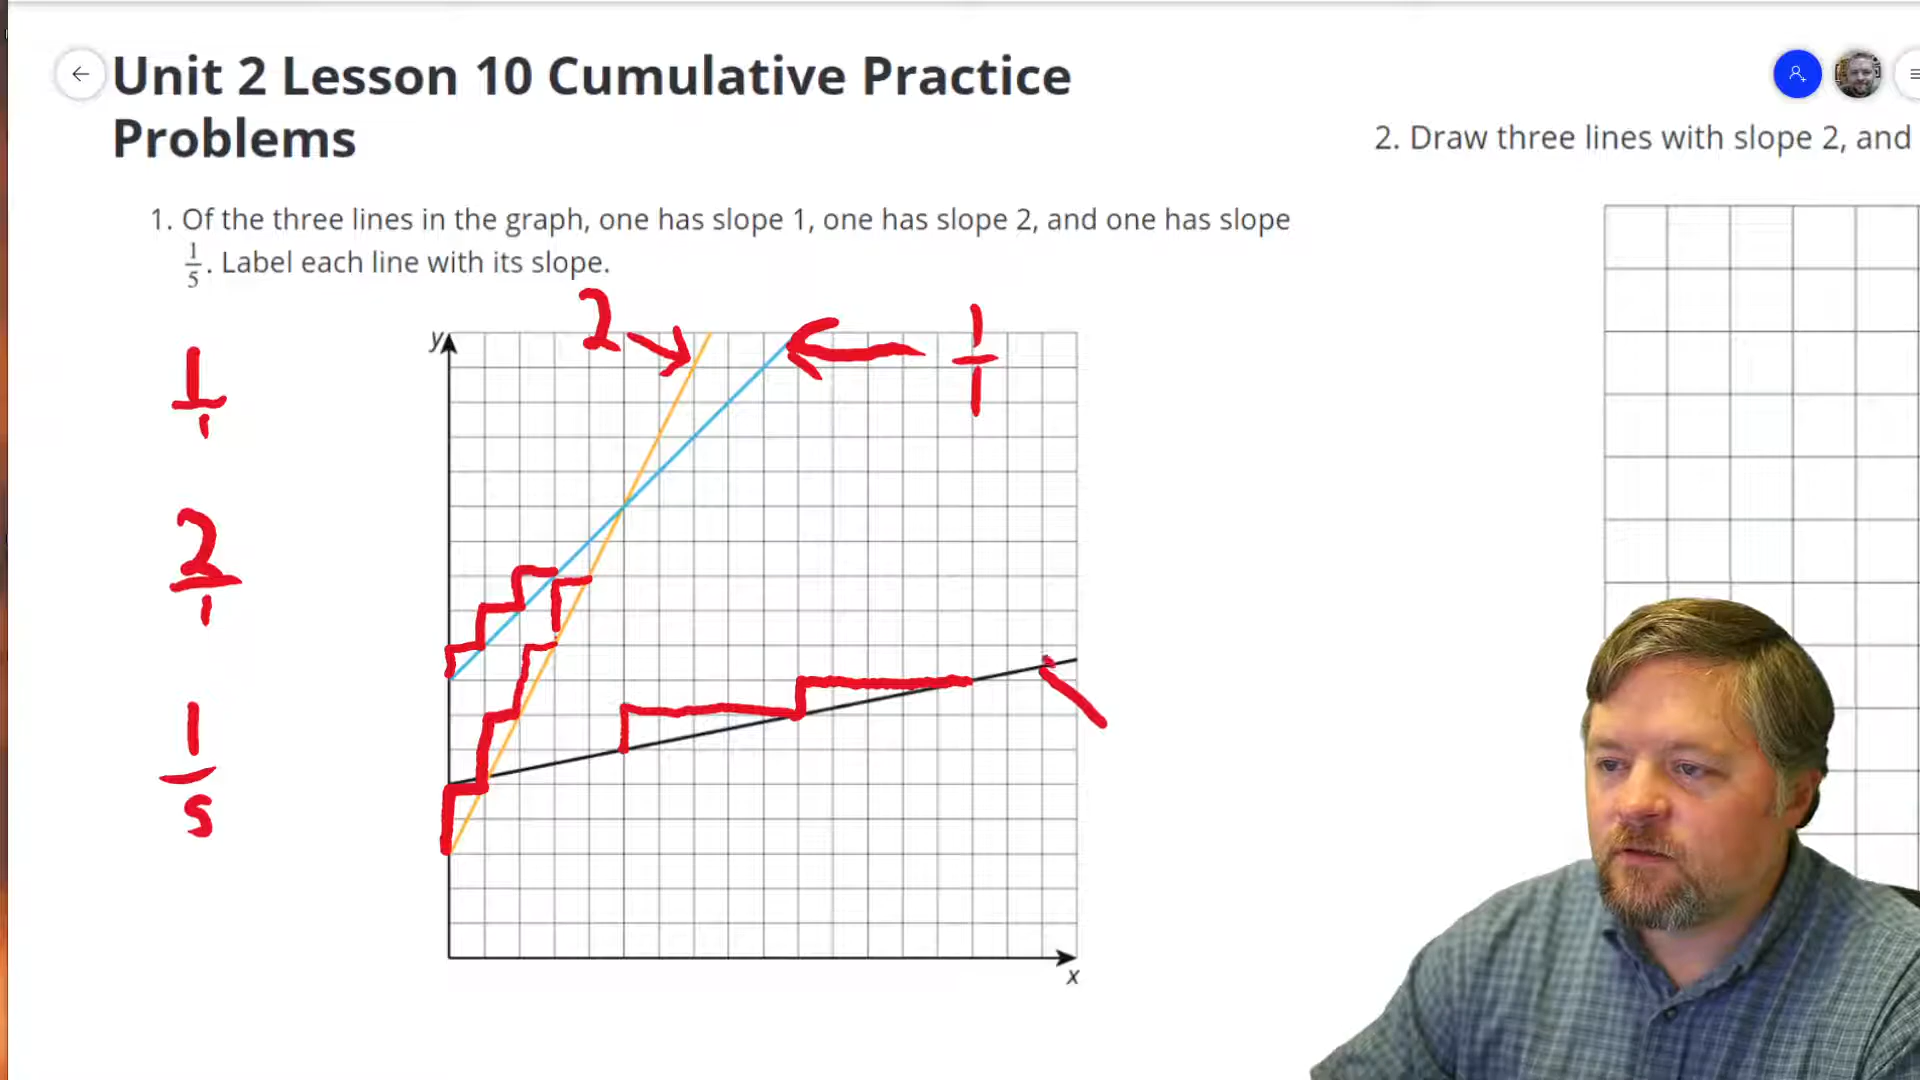 Unit 2 Lesson 10 Cumulative Practice
Problems
2. Draw three lines with slope 2, and
1. Of the three lines in the graph, one has slope 1, one has slope 2, and one has slope
1/5. Label each line with its slope.
2
1/1
y
1/1
2/1
1/5
x